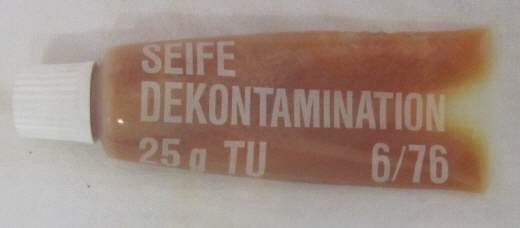 SEIFE
DEKONTAMINATION
25 g TU 6/76